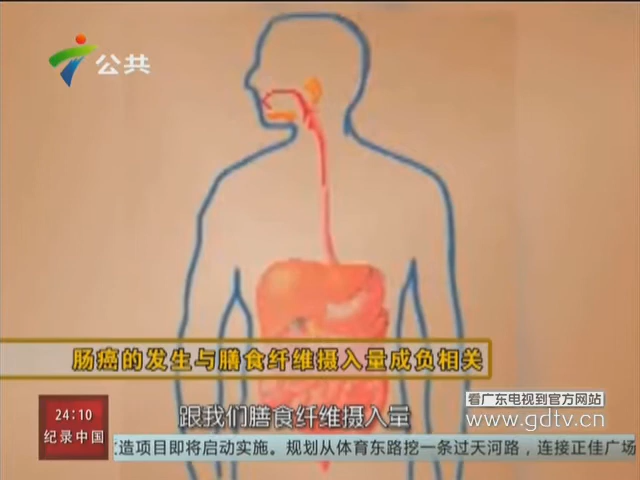 公共
肠癌的发生与膳食纤维摄入量成负相关
看广东电视到官方网站
24:10
跟我们膳食纤维摄入量
www.gdtv.cn
纪录中国
造项目即将启动实施。规划从体育东路挖一条过天河路，连接正佳广场